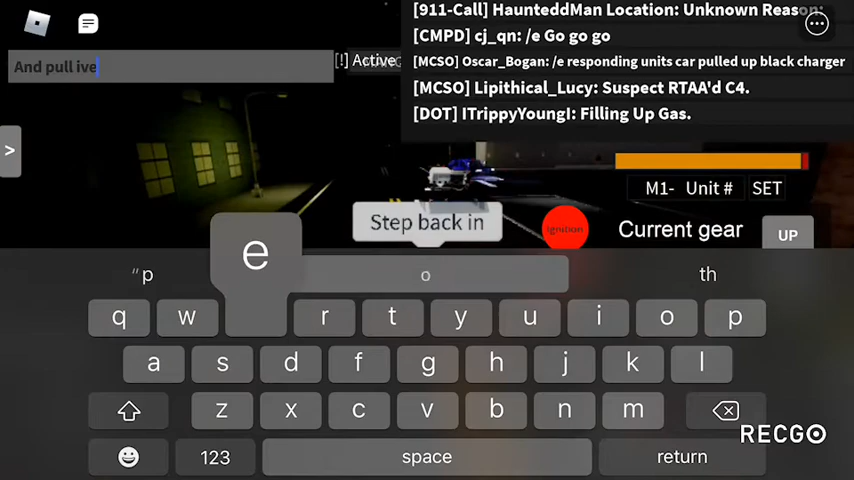 [911-Call] HaunteddMan Location: Unknown Reason:
[CMPD] cj_qn: /e Go go go
And pull ive
[!] Active
[MCSO] Oscar_Bogan: /e responding units car pulled up black charger
[MCSO] Lipithical_Lucy: Suspect RTAA'd C4.
[DOT] ITrippyYoungI: Filling Up Gas.
>
M1- Unit # SET
Step back in
Ignition
Current gear
UP
e
"p
o
th
q w r t y u i o p
a s d f g h j k l
z x c v b n m
RECGO
123 space return